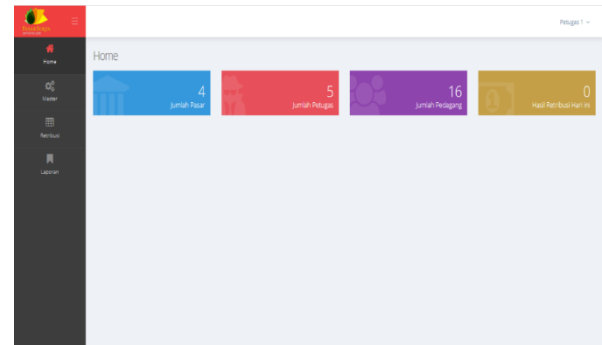 Petugas 1
Home
Home
Master
Retribusi
Laporan
4
Jumlah Pasar
5
Jumlah Petugas
16
Jumlah Pedagang
0
Hasil Retribusi Hari ini